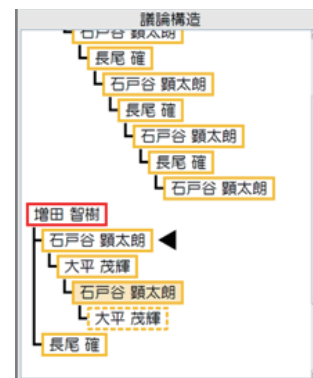 議論構造
石戸谷 顕太朗
長尾 確
石戸谷 顕太朗
長尾 確
石戸谷 顕太朗
長尾 確
石戸谷 顕太朗
増田 智樹
石戸谷 顕太朗
大平 茂輝
石戸谷 顕太朗
大平 茂輝
長尾 確